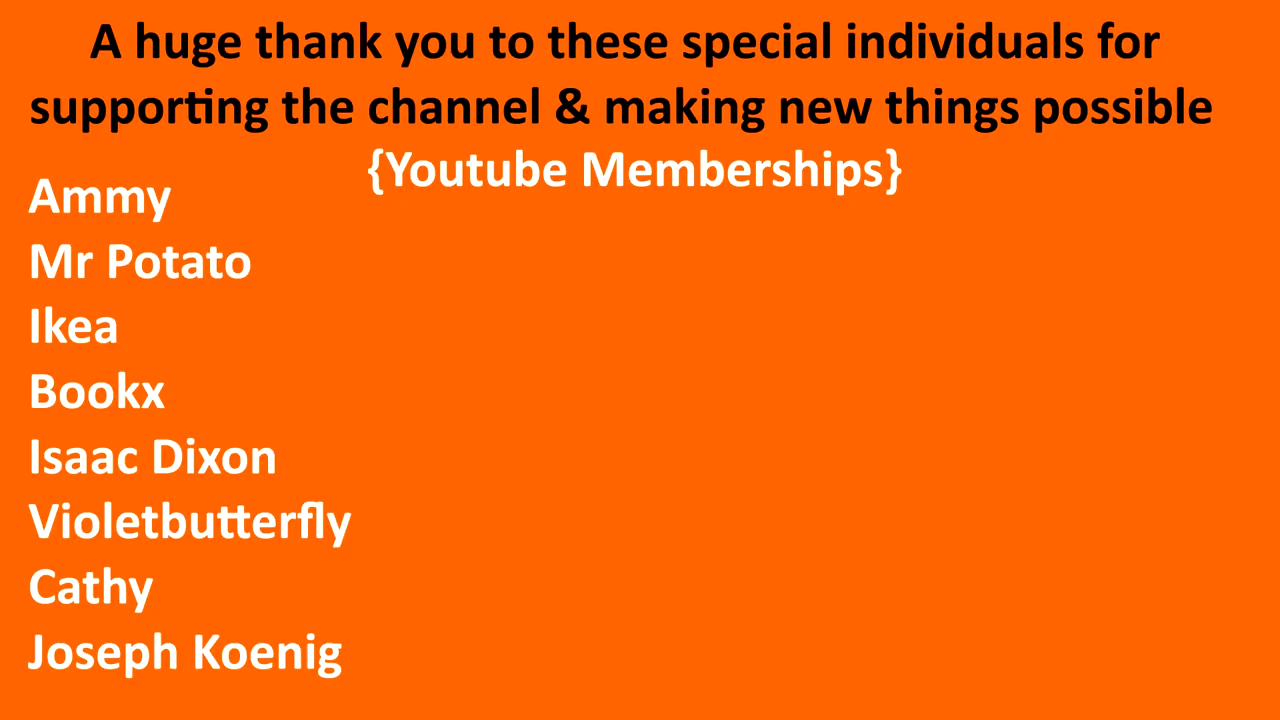 A huge thank you to these special individuals for
supporting the channel & making new things possible
{Youtube Memberships}
Ammy
Mr Potato
Ikea
Bookx
Isaac Dixon
Violetbutterfly
Cathy
Joseph Koenig